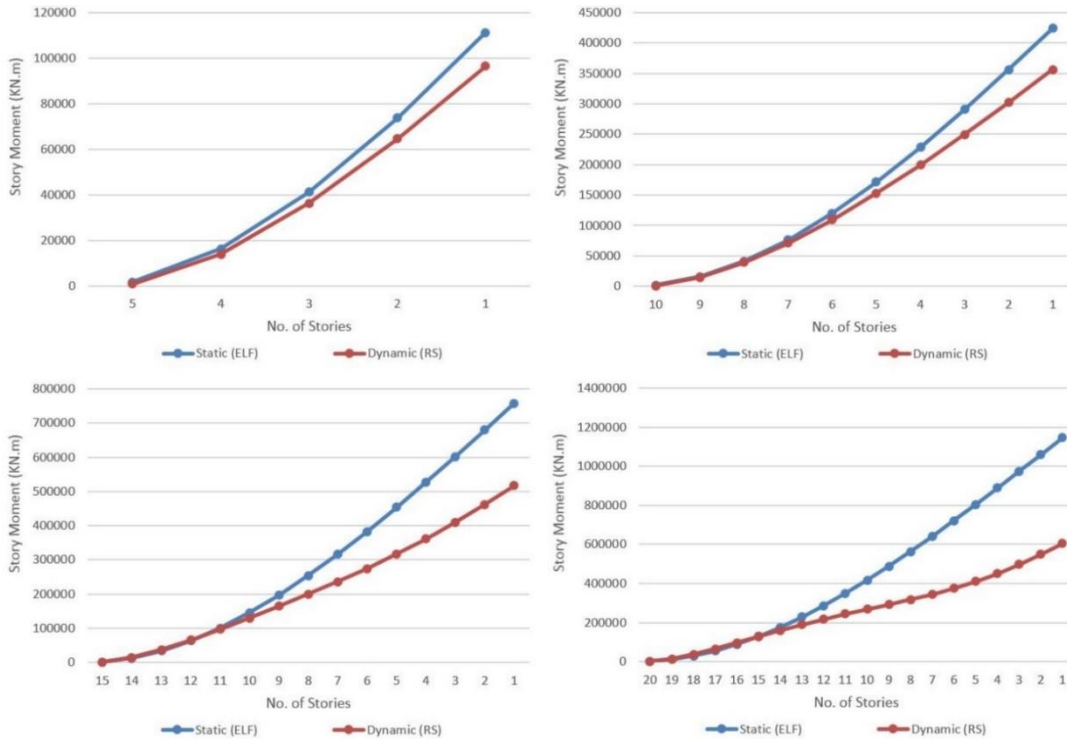 120000
100000
80000
60000
40000
20000
0
Story Moment (KN.m)
5 4 3 2 1
No. of Stories
Static (ELF) Dynamic (RS)
450000
400000
350000
300000
250000
200000
150000
100000
50000
0
Story Moment (KN.m)
10 9 8 7 6 5 4 3 2 1
No. of Stories
Static (ELF) Dynamic (RS)
800000
700000
600000
500000
400000
300000
200000
100000
0
Story Moment (KN.m)
15 14 13 12 11 10 9 8 7 6 5 4 3 2 1
No. of Stories
Static (ELF) Dynamic (RS)
1400000
1200000
1000000
800000
600000
400000
200000
0
Story Moment (KN.m)
20 19 18 17 16 15 14 13 12 11 10 9 8 7 6 5 4 3 2 1
No. of Stories
Static (ELF) Dynamic (RS)